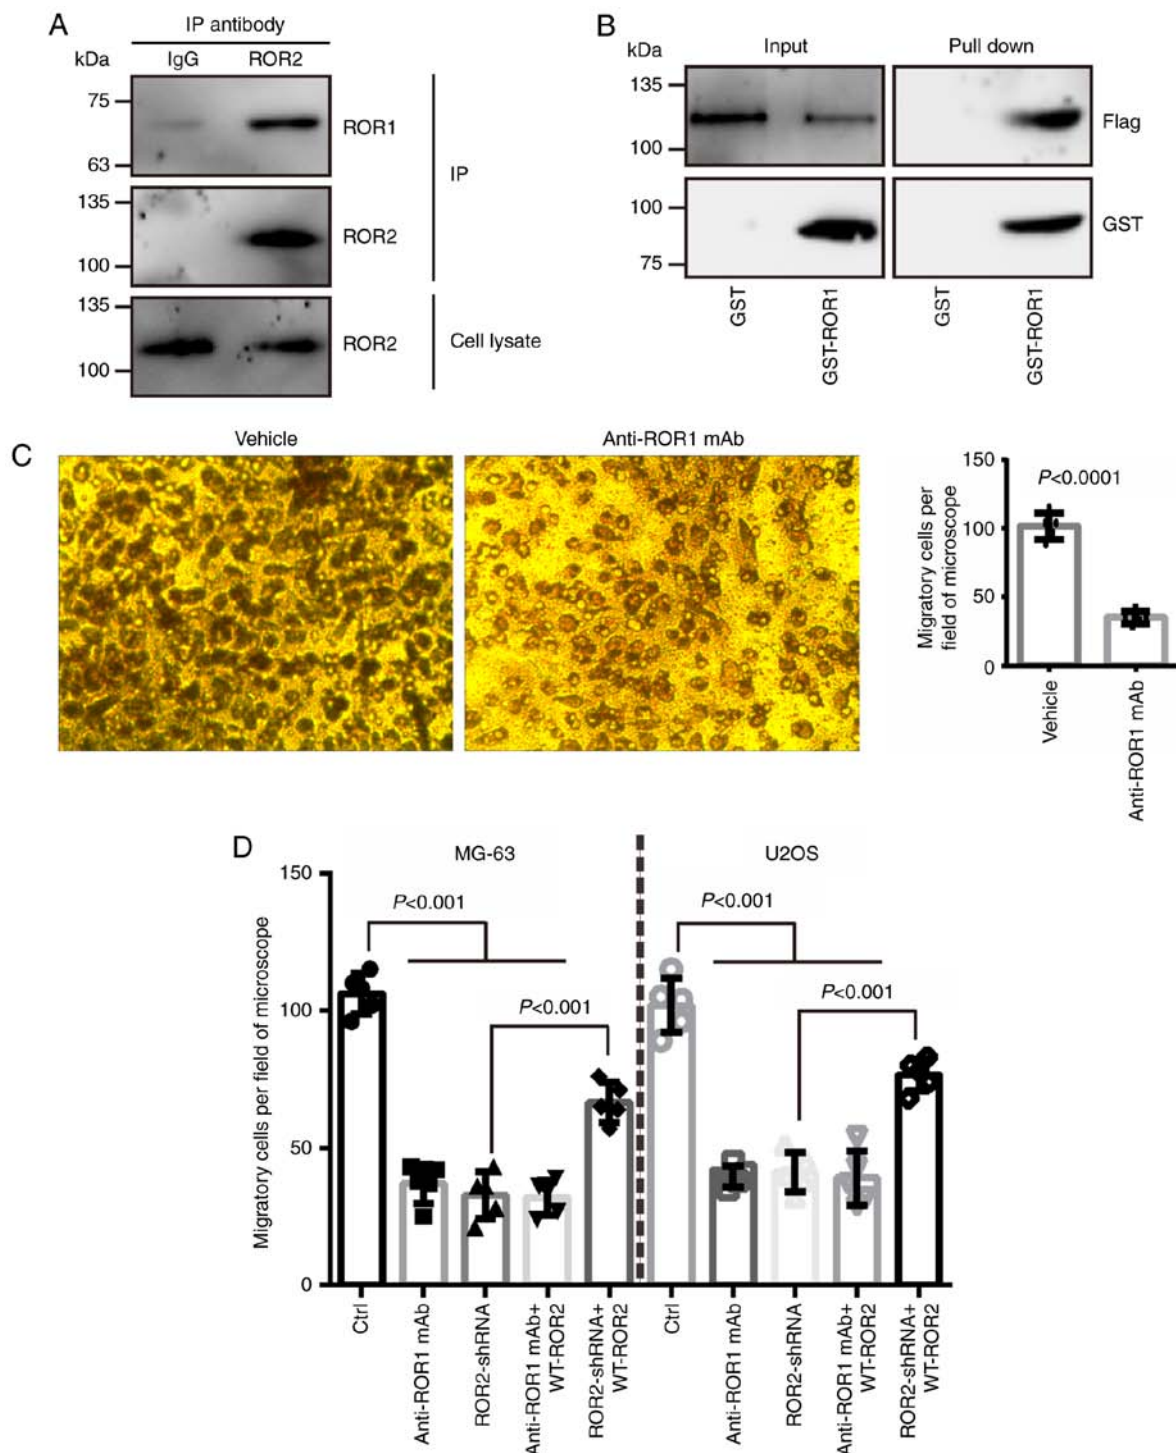 A
IP antibody
kDa
IgG
ROR2
75
63
ROR1
135
100
ROR2
IP
135
100
ROR2
Cell lysate
B
kDa
Input
Pull down
135
100
Flag
100
75
GST
GST
GST-ROR1
GST
GST-ROR1
C
Vehicle
Anti-ROR1 mAb
Migratory cells per
field of microscope
150
100
50
0
P<0.0001
Vehicle
Anti-ROR1 mAb
D
MG-63
U2OS
Migratory cells per field of microscope
150
100
50
0
P<0.001
P<0.001
P<0.001
P<0.001
Ctrl
Anti-ROR1 mAb
ROR2-shRNA
Anti-ROR1 mAb+
WT-ROR2
ROR2-shRNA+
WT-ROR2
Ctrl
Anti-ROR1 mAb
ROR2-shRNA
Anti-ROR1 mAb+
WT-ROR2
ROR2-shRNA+
WT-ROR2